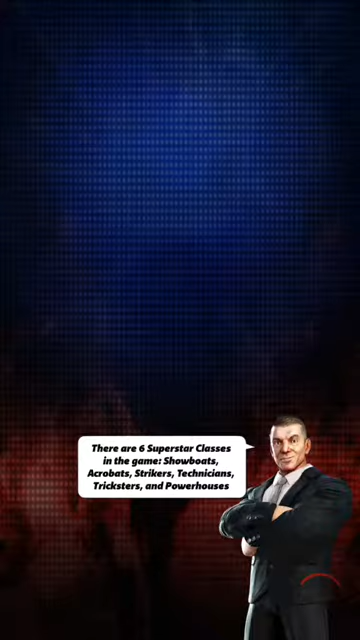 There are 6 Superstar Classes
in the game: Showboats,
Acrobats, Strikers, Technicians,
Tricksters, and Powerhouses